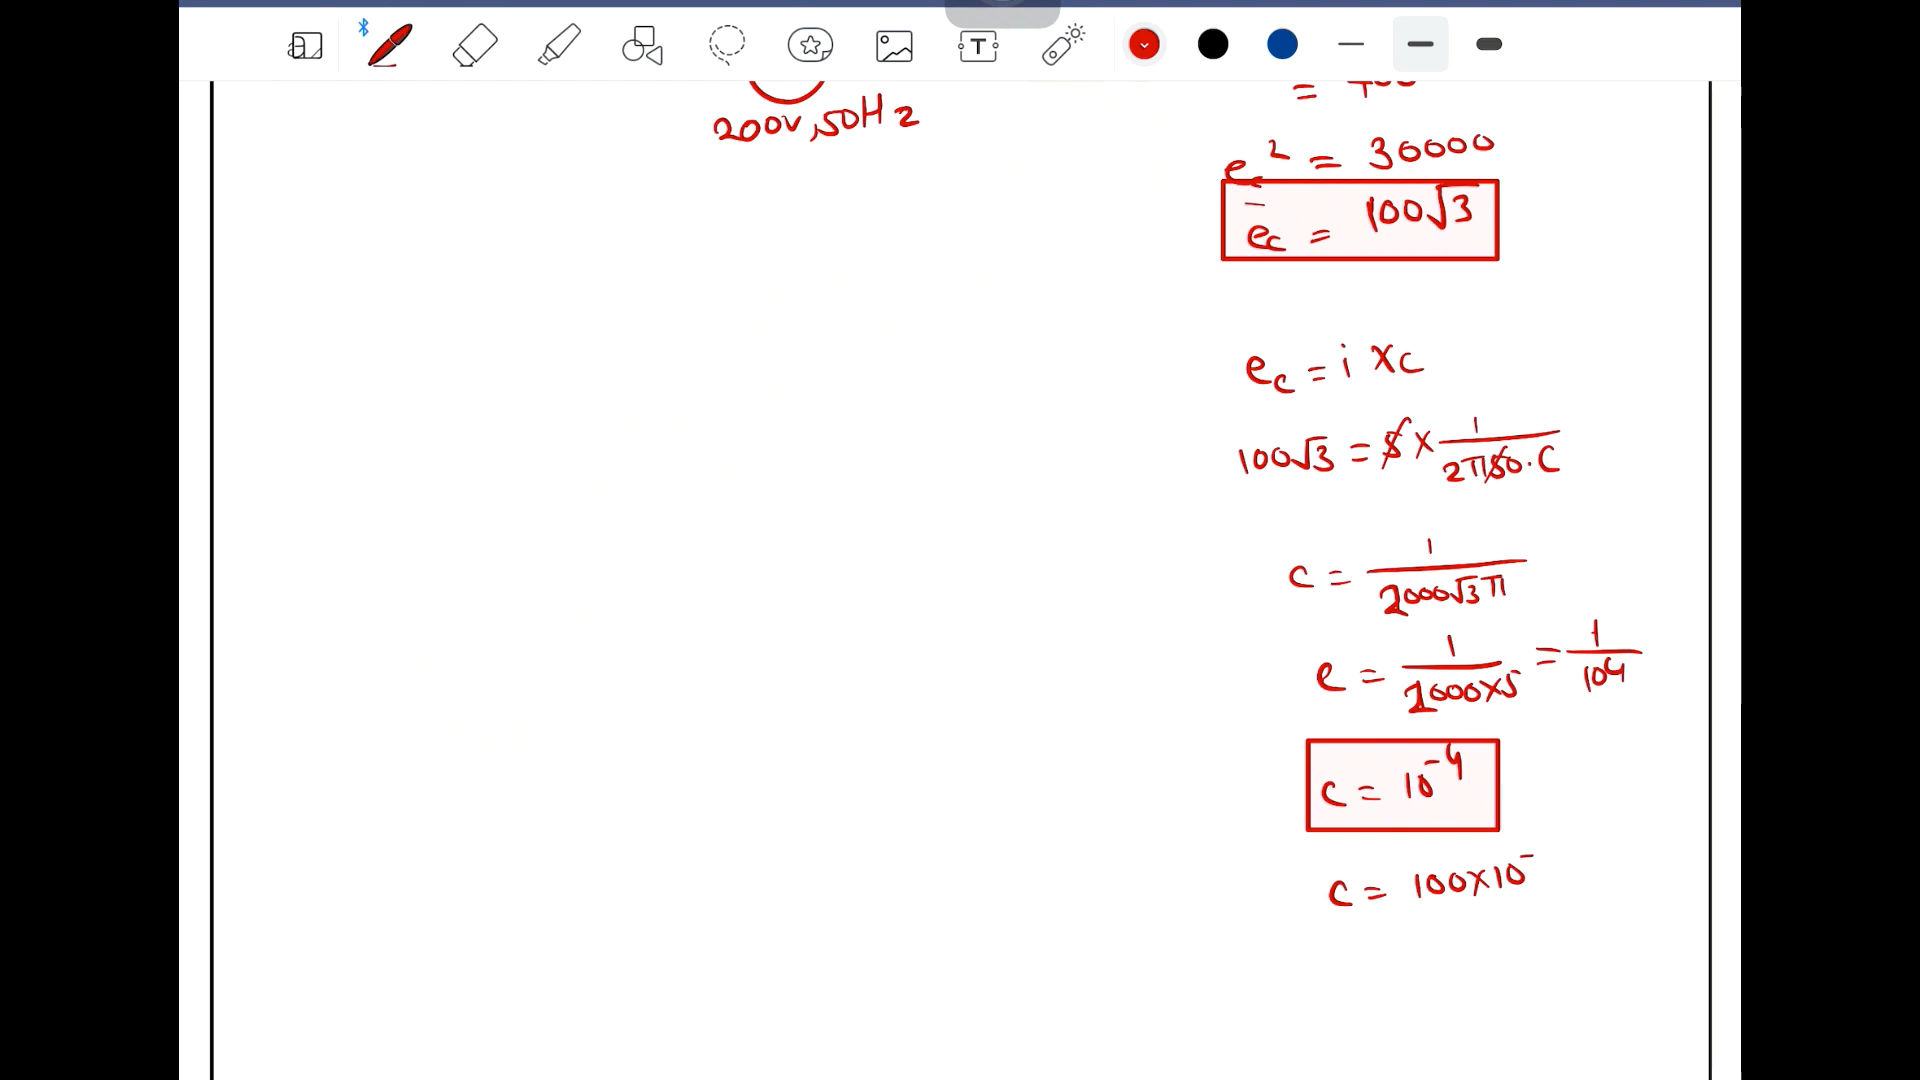 200V, 50Hz
e_c² = 30000
e_c = 100√3
e_c = i X_C
100√3 = 5 × 1/2π50·C
C = 1/2000√3π
C = 1/2000×5 = 1/10⁴
C = 10⁻⁴
C = 100×10⁻